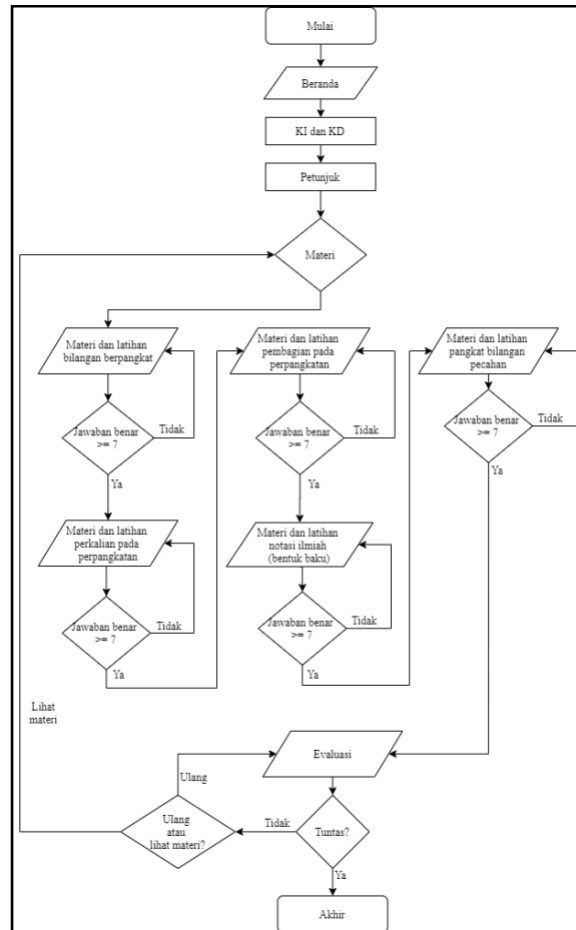 Mulai
Beranda
KI dan KD
Petunjuk
Materi
Materi dan latihan
bilangan berpangkat
Jawaban benar
>= 7
Tidak
Ya
Materi dan latihan
perkalian pada
perpangkatan
Jawaban benar
>= 7
Tidak
Ya
Materi dan latihan
pembagian pada
perpangkatan
Jawaban benar
>= 7
Tidak
Ya
Materi dan latihan
notasi ilmiah
(bentuk baku)
Jawaban benar
>= 7
Tidak
Ya
Materi dan latihan
pangkat bilangan
pecahan
Jawaban benar
>= 7
Tidak
Ya
Evaluasi
Tuntas?
Tidak
Ulang
atau
lihat materi?
Ulang
Lihat
materi
Ya
Akhir